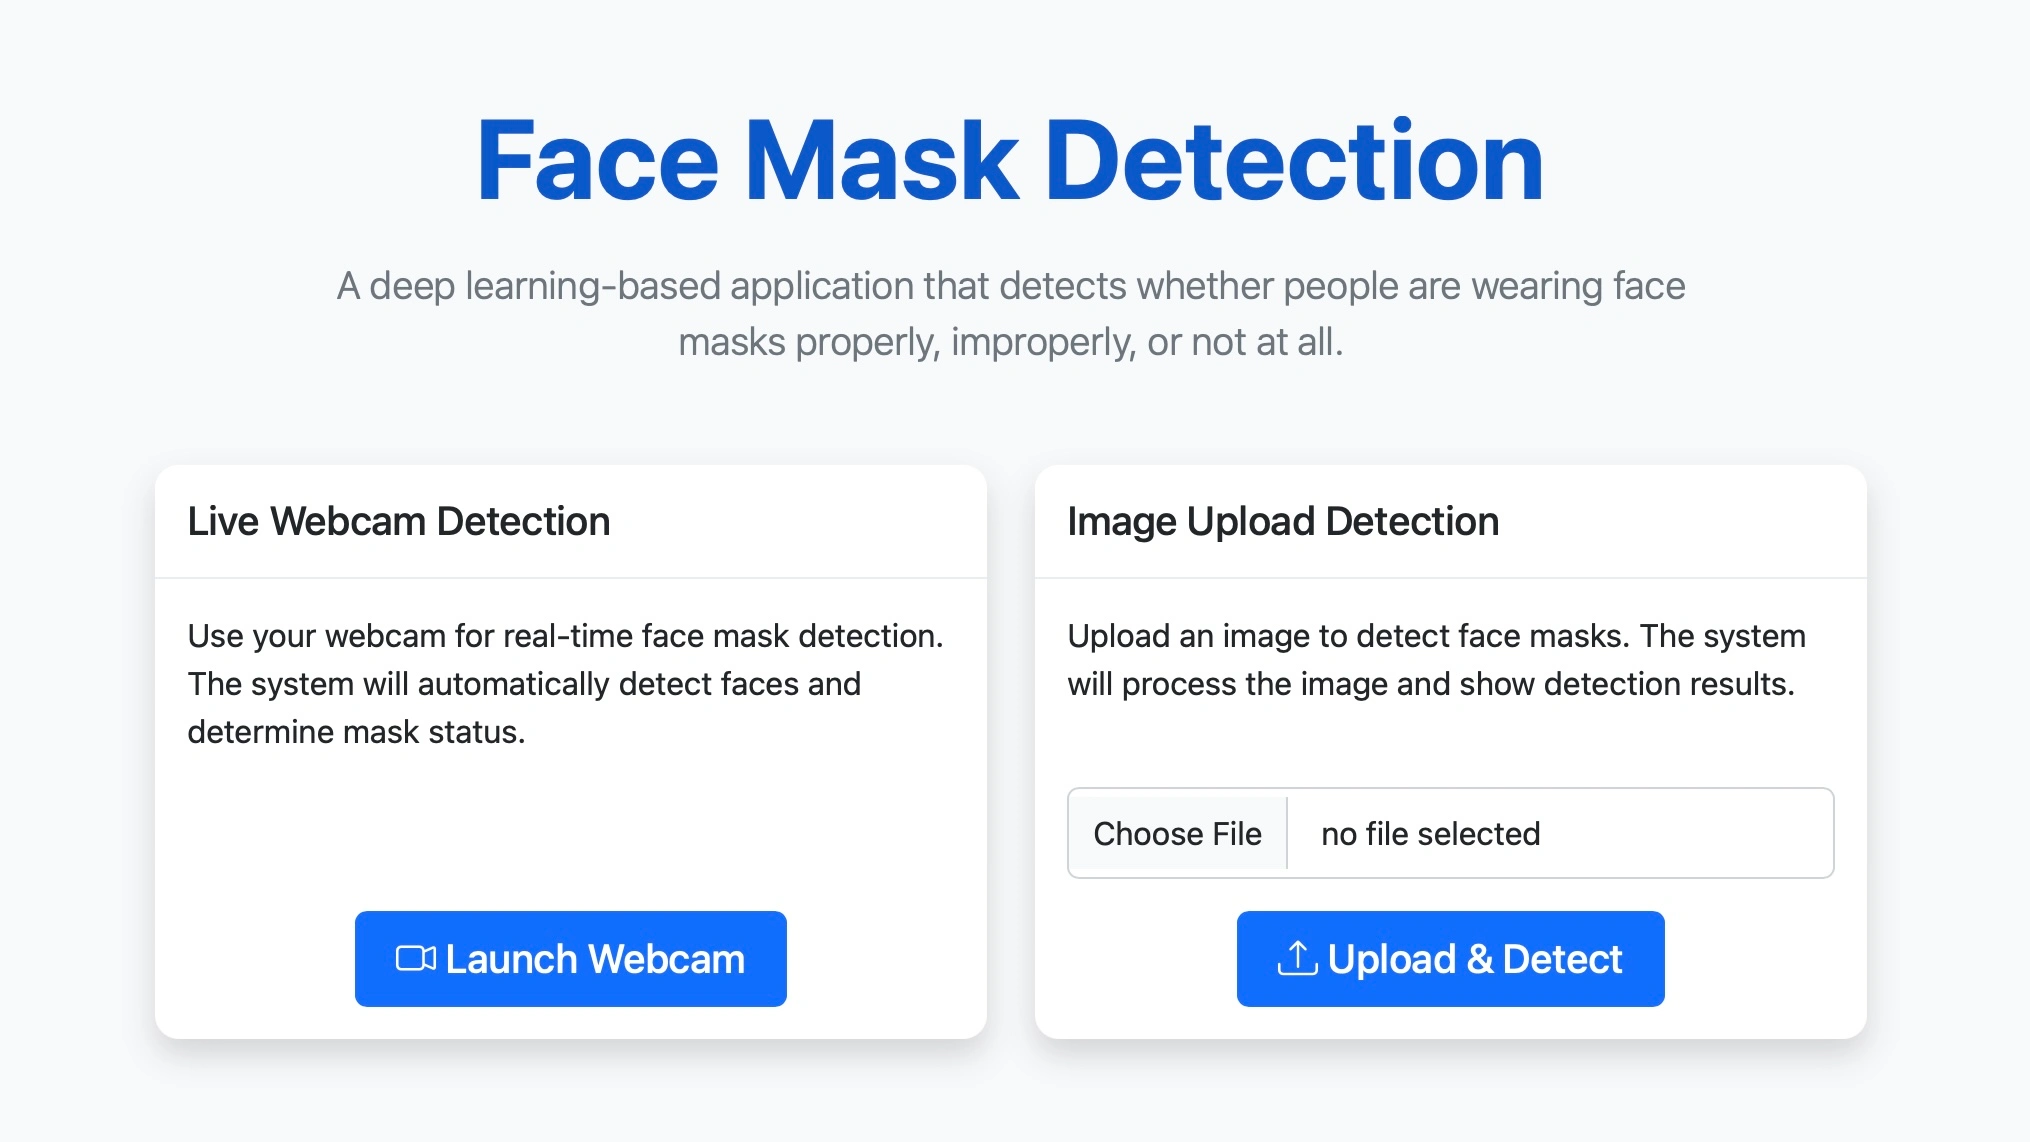 Face Mask Detection
A deep learning-based application that detects whether people are wearing face
masks properly, improperly, or not at all.
Live Webcam Detection
Use your webcam for real-time face mask detection.
The system will automatically detect faces and
determine mask status.
Launch Webcam
Image Upload Detection
Upload an image to detect face masks. The system
will process the image and show detection results.
Choose File no file selected
Upload & Detect